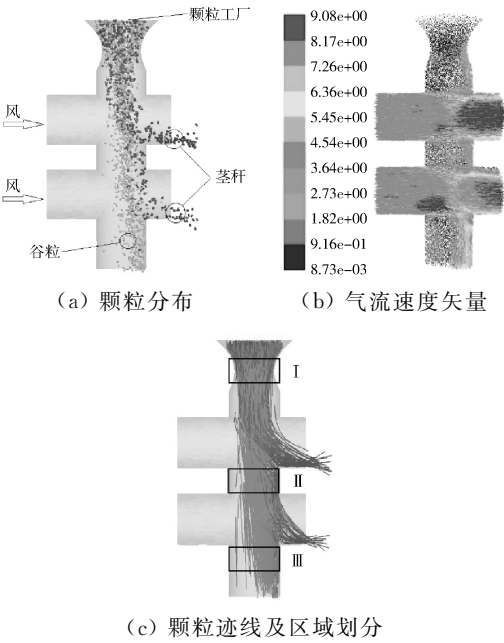 颗粒工厂
风
茎秆
风
谷粒
(a) 颗粒分布
9.08e+00
8.17e+00
7.26e+00
6.36e+00
5.45e+00
4.54e+00
3.64e+00
2.73e+00
1.82e+00
9.16e-01
8.73e-03
(b) 气流速度矢量
Ⅰ
Ⅱ
Ⅲ
(c) 颗粒迹线及区域划分